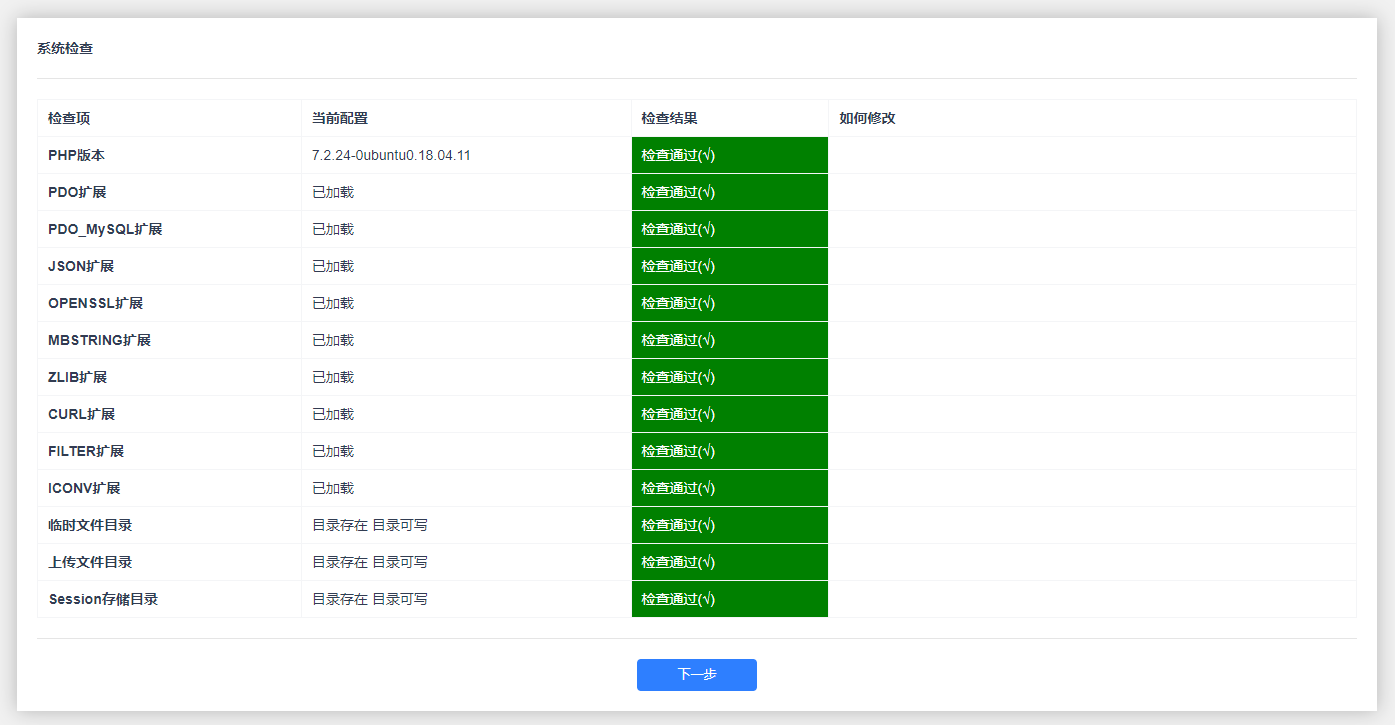 系统检查
检查项 当前配置 检查结果 如何修改
PHP版本 7.2.24-0ubuntu0.18.04.11 检查通过(√)
PDO扩展 已加载 检查通过(√)
PDO_MySQL扩展 已加载 检查通过(√)
JSON扩展 已加载 检查通过(√)
OPENSSL扩展 已加载 检查通过(√)
MBSTRING扩展 已加载 检查通过(√)
ZLIB扩展 已加载 检查通过(√)
CURL扩展 已加载 检查通过(√)
FILTER扩展 已加载 检查通过(√)
ICONV扩展 已加载 检查通过(√)
临时文件目录 目录存在 目录可写 检查通过(√)
上传文件目录 目录存在 目录可写 检查通过(√)
Session存储目录 目录存在 目录可写 检查通过(√)
下一步